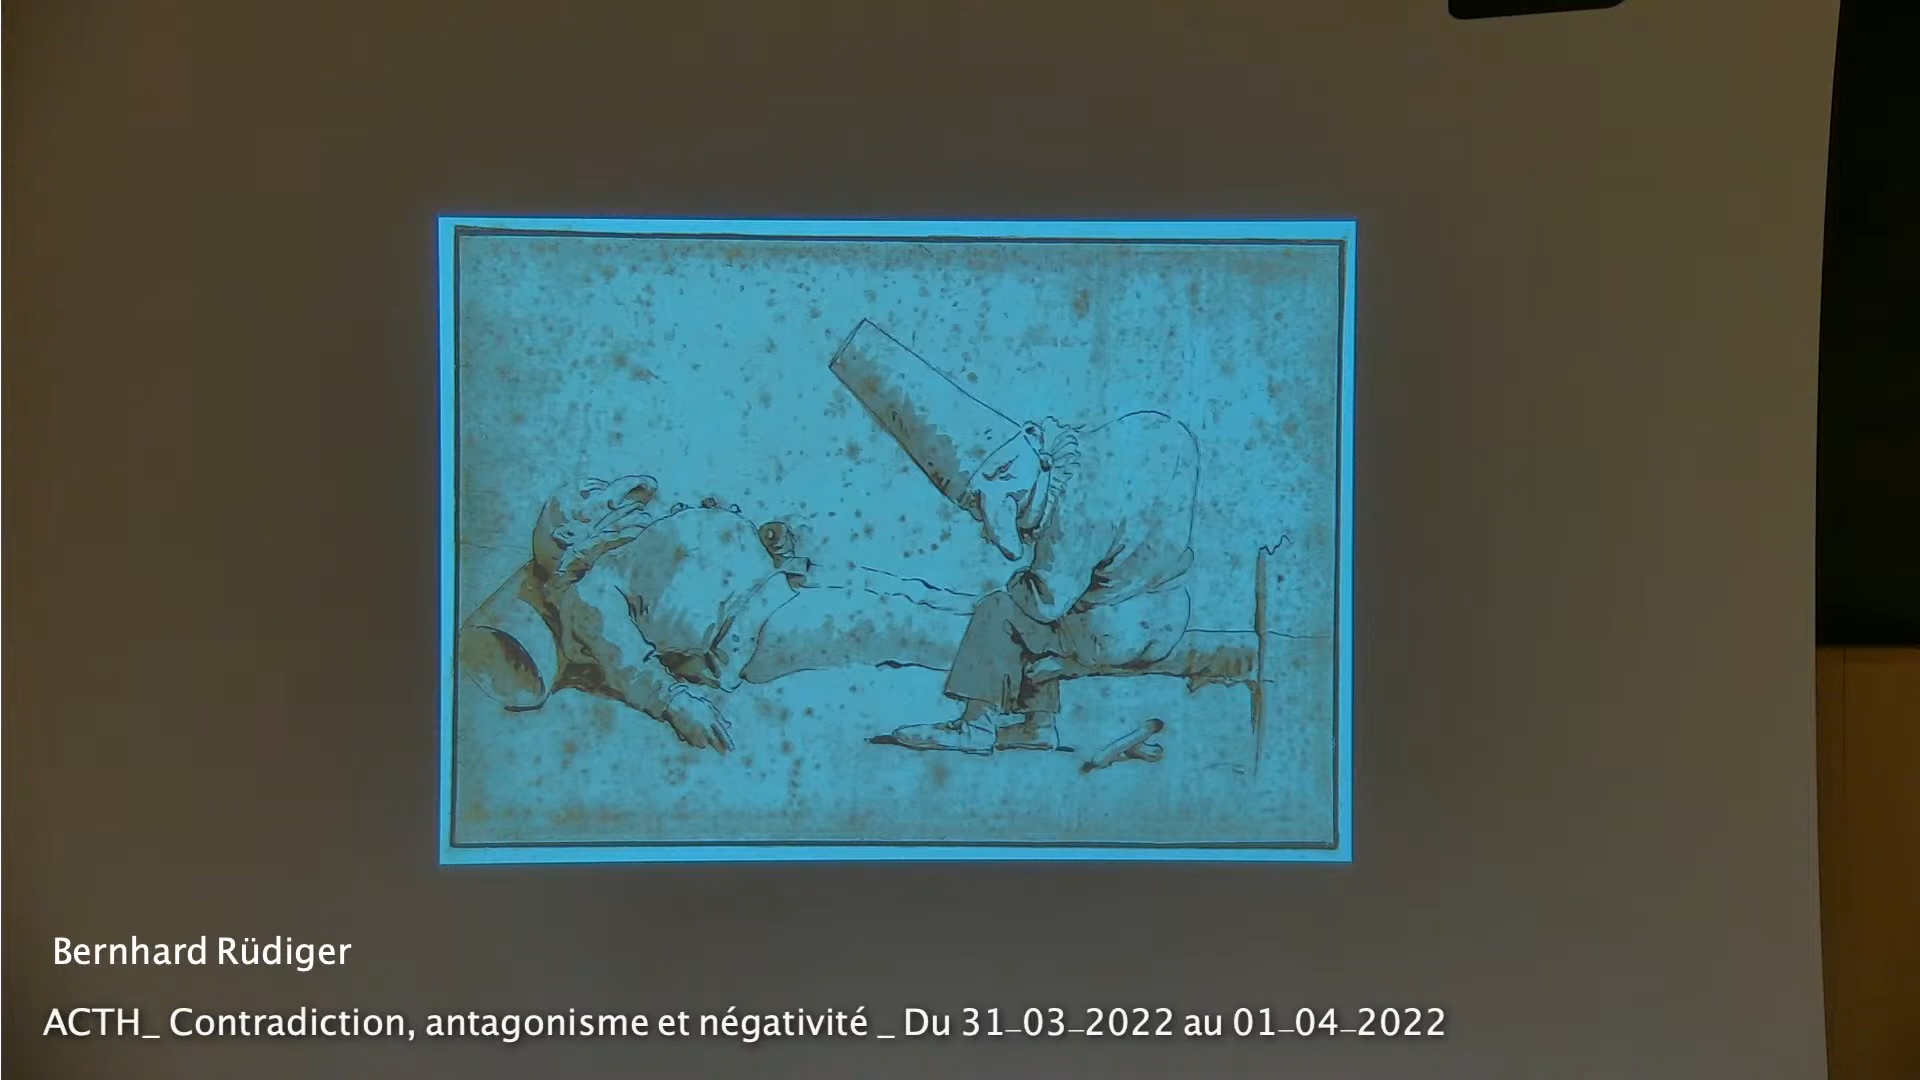 Bernhard Rüdiger
ACTH_ Contradiction, antagonisme et négativité _ Du 31-03-2022 au 01-04-2022